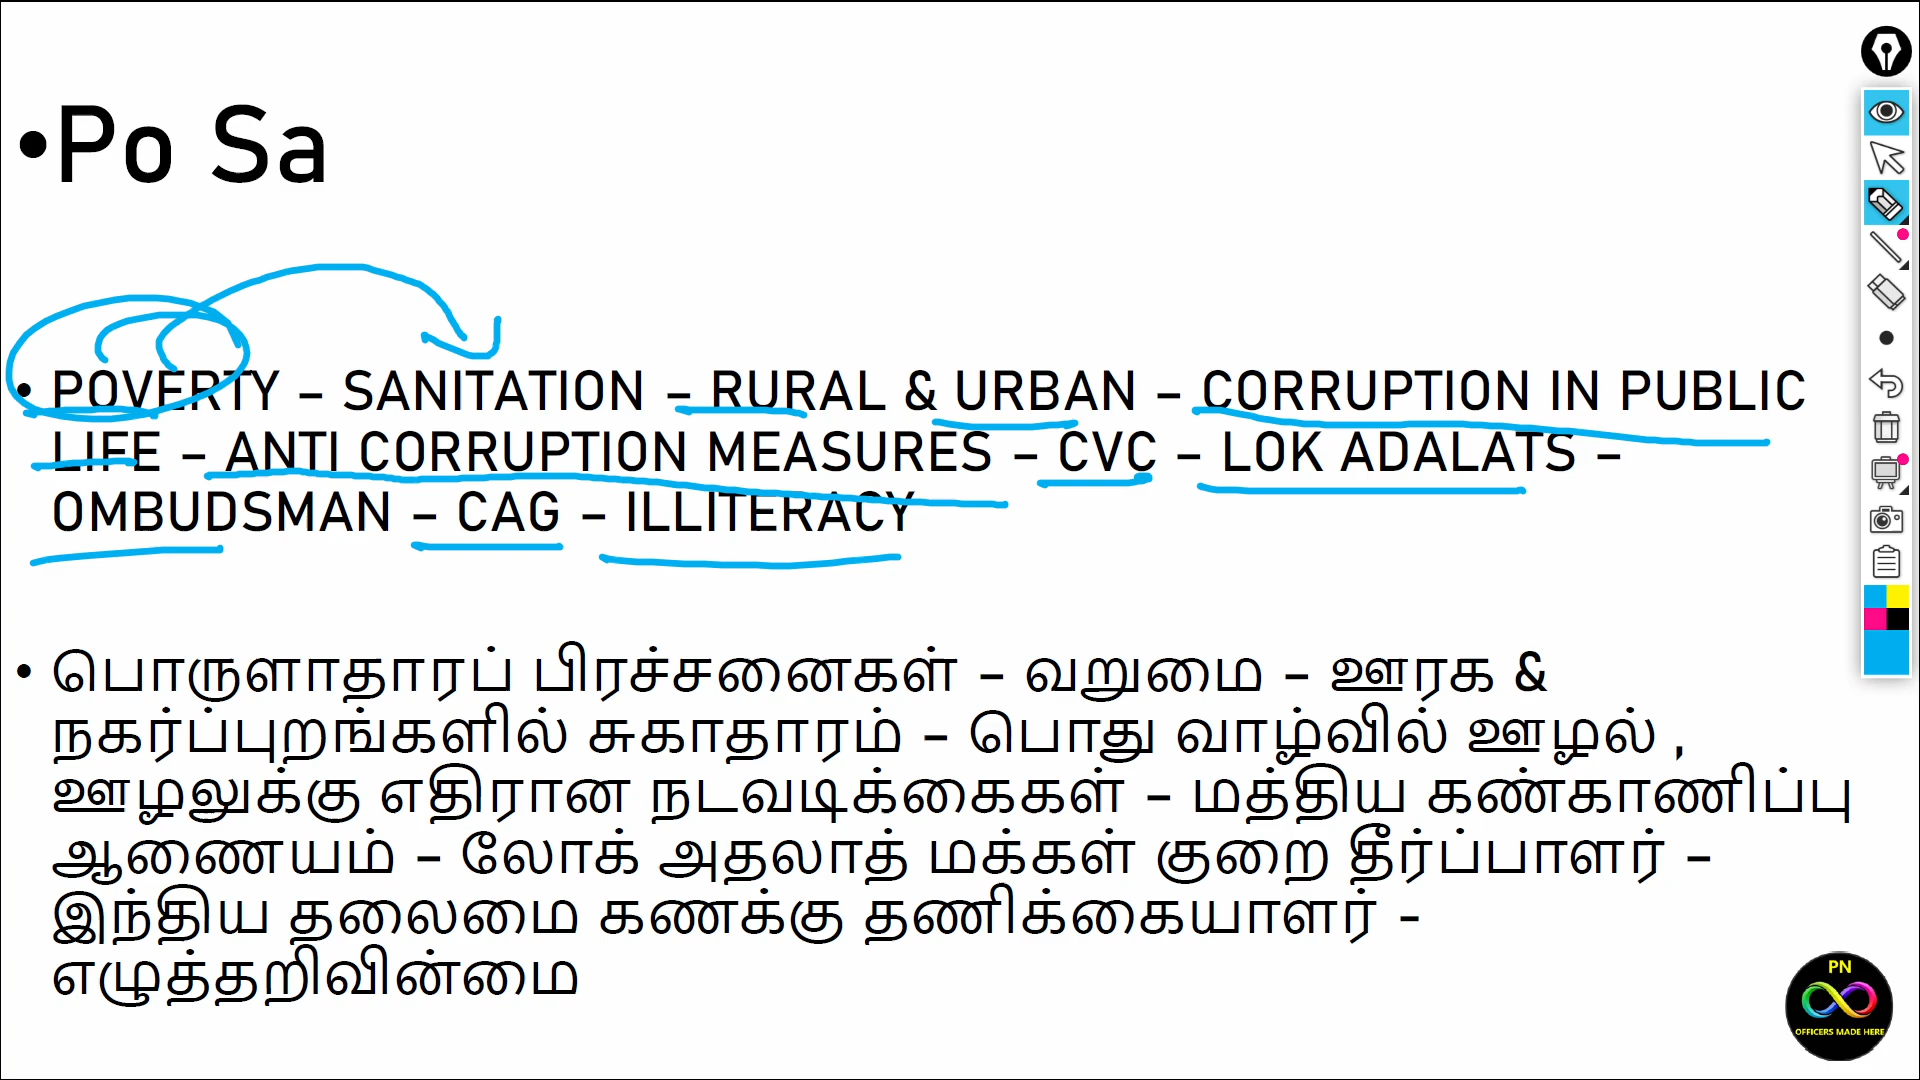 •Po Sa
• POVERTY – SANITATION – RURAL & URBAN – CORRUPTION IN PUBLIC
LIFE – ANTI CORRUPTION MEASURES – CVC – LOK ADALATS –
OMBUDSMAN – CAG – ILLITERACY
• பொருளாதாரப் பிரச்சனைகள் – வறுமை – ஊரக &
நகர்ப்புறங்களில் சுகாதாரம் – பொது வாழ்வில் ஊழல் ,
ஊழலுக்கு எதிரான நடவடிக்கைகள் – மத்திய கண்காணிப்பு
ஆணையம் – லோக் அதலாத் மக்கள் குறை தீர்ப்பாளர் –
இந்திய தலைமை கணக்கு தணிக்கையாளர் -
எழுத்தறிவின்மை
PN
OFFICERS MADE HERE